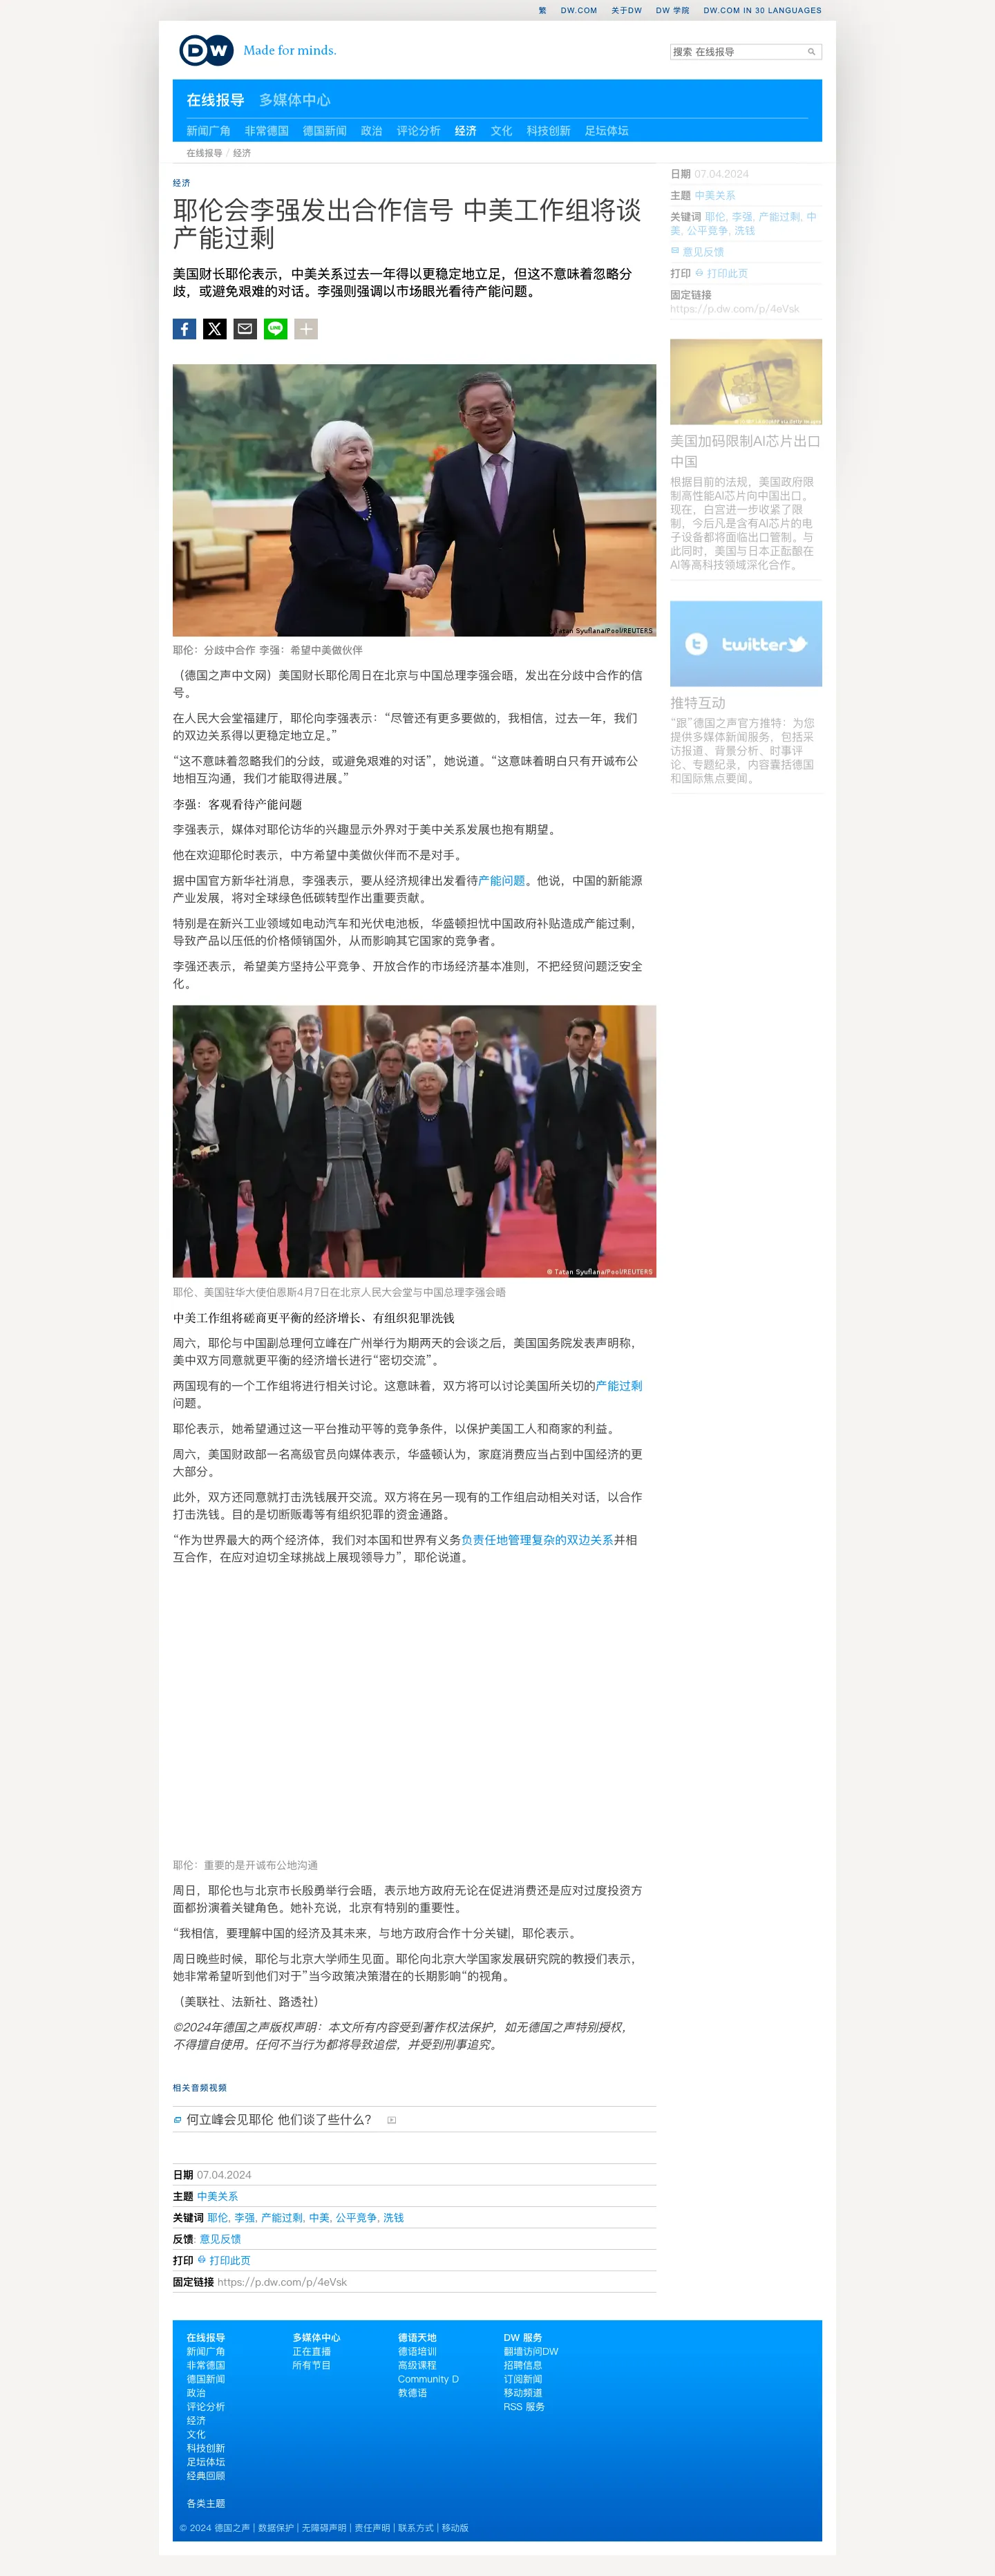 繁 DW.COM 关于DW DW 学院 DW.COM IN 30 LANGUAGES
DW Made for minds.
搜索 在线报导
在线报导 多媒体中心
新闻广角 非常德国 德国新闻 政治 评论分析 经济 文化 科技创新 足坛体坛
在线报导 / 经济
经济
耶伦会李强发出合作信号 中美工作组将谈
产能过剩
美国财长耶伦表示，中美关系过去一年得以更稳定地立足，但这不意味着忽略分
歧，或避免艰难的对话。李强则强调以市场眼光看待产能问题。
LINE
© Tatan Syuflana/Pool/REUTERS
耶伦：分歧中合作 李强：希望中美做伙伴
（德国之声中文网）美国财长耶伦周日在北京与中国总理李强会晤，发出在分歧中合作的信
号。
在人民大会堂福建厅，耶伦向李强表示：“尽管还有更多要做的，我相信，过去一年，我们
的双边关系得以更稳定地立足。”
“这不意味着忽略我们的分歧，或避免艰难的对话”，她说道。“这意味着明白只有开诚布公
地相互沟通，我们才能取得进展。”
李强：客观看待产能问题
李强表示，媒体对耶伦访华的兴趣显示外界对于美中关系发展也抱有期望。
他在欢迎耶伦时表示，中方希望中美做伙伴而不是对手。
据中国官方新华社消息，李强表示，要从经济规律出发看待产能问题。他说，中国的新能源
产业发展，将对全球绿色低碳转型作出重要贡献。
特别是在新兴工业领域如电动汽车和光伏电池板，华盛顿担忧中国政府补贴造成产能过剩，
导致产品以压低的价格倾销国外，从而影响其它国家的竞争者。
李强还表示，希望美方坚持公平竞争、开放合作的市场经济基本准则，不把经贸问题泛安全
化。
© Tatan Syuflana/Pool/REUTERS
耶伦、美国驻华大使伯恩斯4月7日在北京人民大会堂与中国总理李强会晤
中美工作组将磋商更平衡的经济增长、有组织犯罪洗钱
周六，耶伦与中国副总理何立峰在广州举行为期两天的会谈之后，美国国务院发表声明称，
美中双方同意就更平衡的经济增长进行“密切交流”。
两国现有的一个工作组将进行相关讨论。这意味着，双方将可以讨论美国所关切的产能过剩
问题。
耶伦表示，她希望通过这一平台推动平等的竞争条件，以保护美国工人和商家的利益。
周六，美国财政部一名高级官员向媒体表示，华盛顿认为，家庭消费应当占到中国经济的更
大部分。
此外，双方还同意就打击洗钱展开交流。双方将在另一现有的工作组启动相关对话，以合作
打击洗钱。目的是切断贩毒等有组织犯罪的资金通路。
“作为世界最大的两个经济体，我们对本国和世界有义务负责任地管理复杂的双边关系并相
互合作，在应对迫切全球挑战上展现领导力”，耶伦说道。
耶伦：重要的是开诚布公地沟通
周日，耶伦也与北京市长殷勇举行会晤，表示地方政府无论在促进消费还是应对过度投资方
面都扮演着关键角色。她补充说，北京有特别的重要性。
“我相信，要理解中国的经济及其未来，与地方政府合作十分关键|，耶伦表示。
周日晚些时候，耶伦与北京大学师生见面。耶伦向北京大学国家发展研究院的教授们表示，
她非常希望听到他们对于”当今政策决策潜在的长期影响“的视角。
（美联社、法新社、路透社）
©2024年德国之声版权声明：本文所有内容受到著作权法保护，如无德国之声特别授权，
不得擅自使用。任何不当行为都将导致追偿，并受到刑事追究。
相关音频视频
何立峰会见耶伦 他们谈了些什么？
日期 07.04.2024
主题 中美关系
关键词 耶伦, 李强, 产能过剩, 中美, 公平竞争, 洗钱
反馈: 意见反馈
打印 打印此页
固定链接 https://p.dw.com/p/4eVsk
日期 07.04.2024
主题 中美关系
关键词 耶伦, 李强, 产能过剩, 中
美, 公平竞争, 洗钱
意见反馈
打印 打印此页
固定链接
https://p.dw.com/p/4eVsk
美国加码限制AI芯片出口
中国
根据目前的法规，美国政府限
制高性能AI芯片向中国出口。
现在，白宫进一步收紧了限
制，今后凡是含有AI芯片的电
子设备都将面临出口管制。与
此同时，美国与日本正酝酿在
AI等高科技领域深化合作。
twitter
推特互动
“跟”德国之声官方推特：为您
提供多媒体新闻服务，包括采
访报道、背景分析、时事评
论、专题纪录，内容囊括德国
和国际焦点要闻。
在线报导
新闻广角
非常德国
德国新闻
政治
评论分析
经济
文化
科技创新
足坛体坛
经典回顾
各类主题
多媒体中心
正在直播
所有节目
德语天地
德语培训
高级课程
Community D
教德语
DW 服务
翻墙访问DW
招聘信息
订阅新闻
移动频道
RSS 服务
© 2024 德国之声 | 数据保护 | 无障碍声明 | 责任声明 | 联系方式 | 移动版